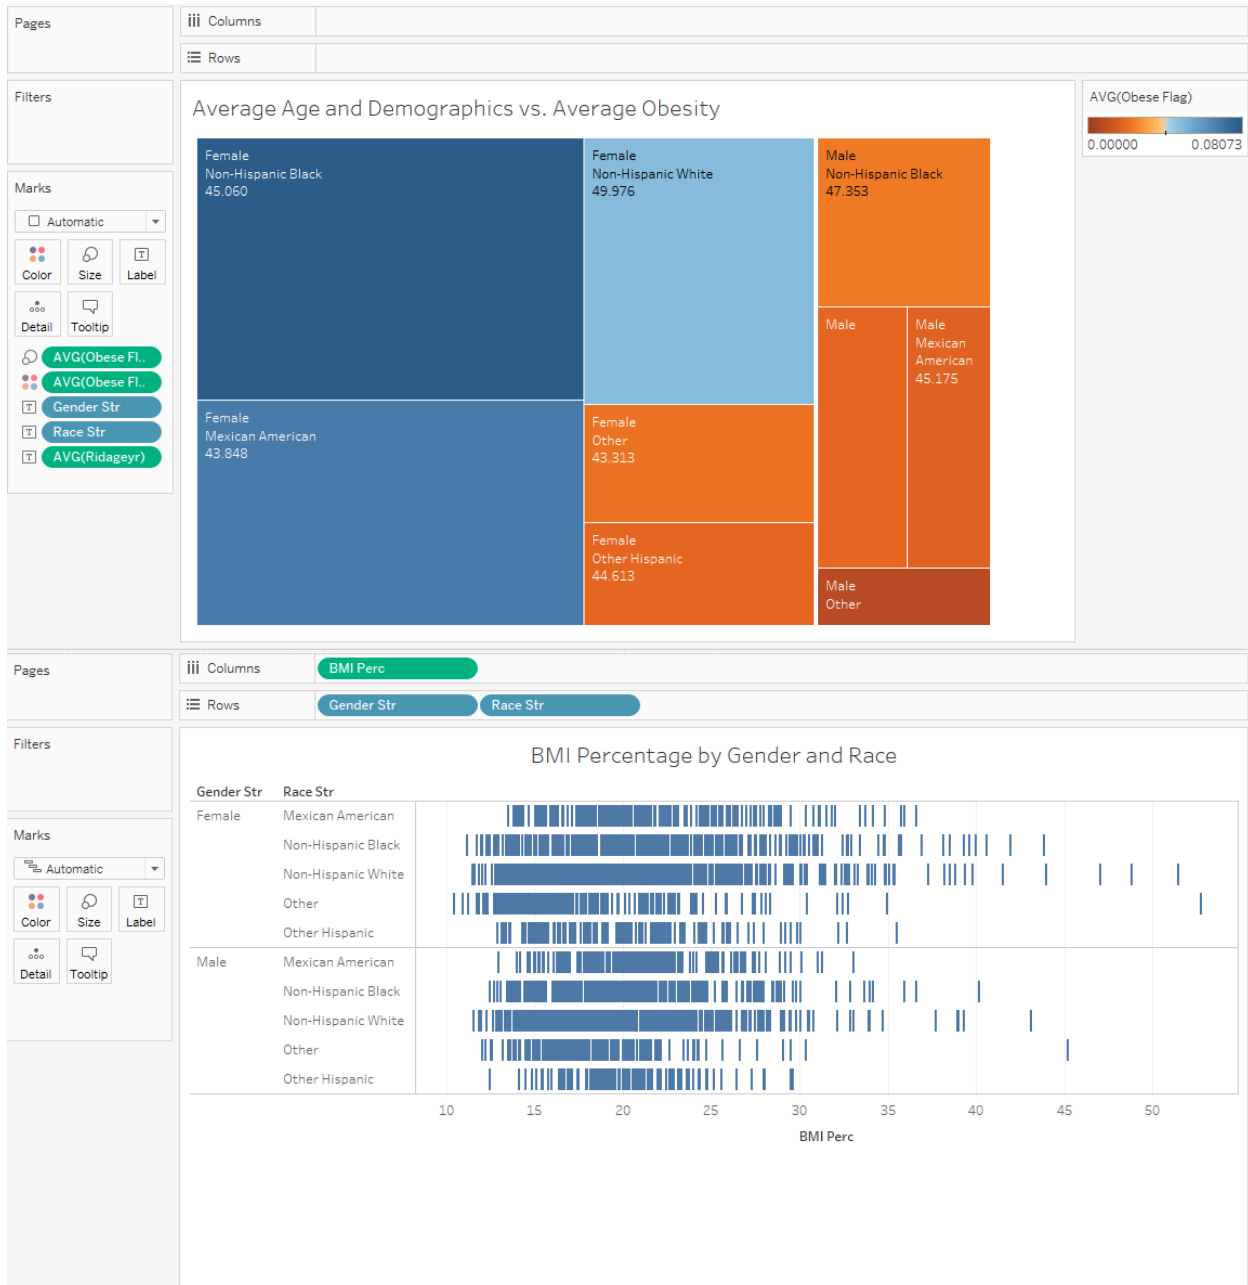 Pages
Columns
Rows
Filters
Average Age and Demographics vs. Average Obesity
AVG(Obese Flag)
0.00000 0.08073
Marks
Automatic
Color Size Label
Detail Tooltip
AVG(Obese Fl..
AVG(Obese Fl..
Gender Str
Race Str
AVG(Ridageyr)
Female
Non-Hispanic Black
45.060
Female
Mexican American
43.848
Female
Non-Hispanic White
49.976
Female
Other
43.313
Female
Other Hispanic
44.613
Male
Non-Hispanic Black
47.353
Male
Male
Mexican
American
45.175
Male
Other
Pages
Columns BMI Perc
Rows Gender Str Race Str
Filters
Marks
Automatic
Color Size Label
Detail Tooltip
BMI Percentage by Gender and Race
Gender Str Race Str
Female Mexican American
Non-Hispanic Black
Non-Hispanic White
Other
Other Hispanic
Male Mexican American
Non-Hispanic Black
Non-Hispanic White
Other
Other Hispanic
10 15 20 25 30 35 40 45 50
BMI Perc